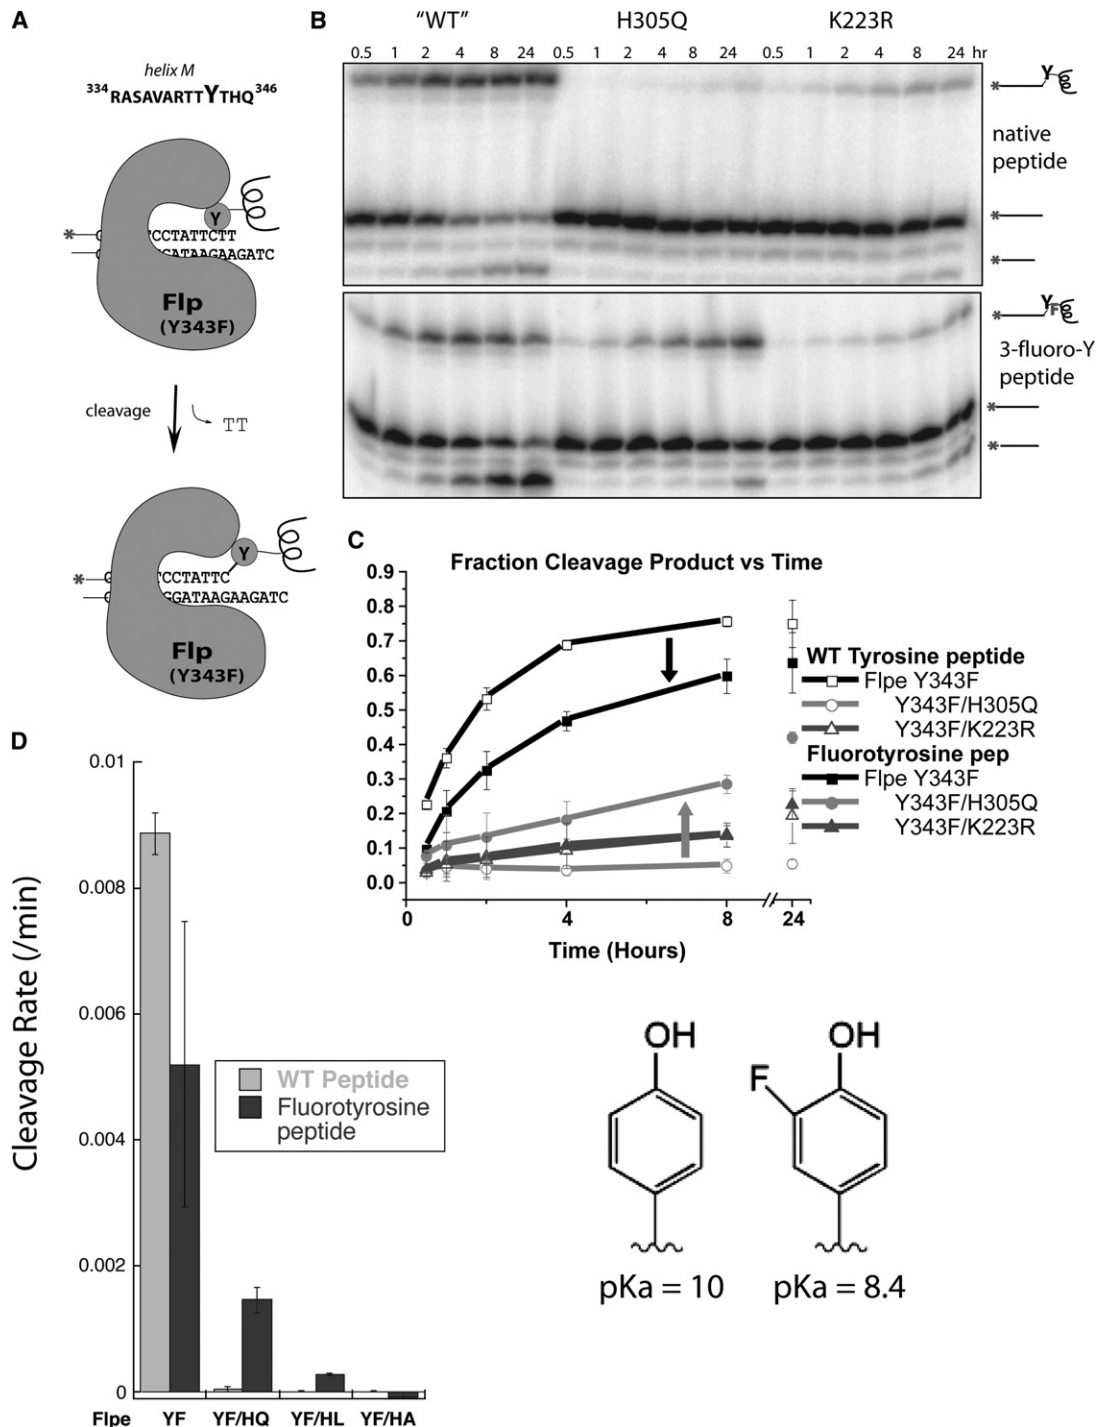 A
helix M
³³⁴RASAVARTTYTHQ³⁴⁶
Y
* G TCCTATTCTT
GGATAAGAAGATC
Flp
(Y343F)
cleavage
TT
Y
* G TCCTATTC
GGATAAGAAGATC
Flp
(Y343F)
B
“WT” H305Q K223R
0.5 1 2 4 8 24 0.5 1 2 4 8 24 0.5 1 2 4 8 24 hr
* Y
native
peptide
*
*
* Y F
3-fluoro-Y
peptide
*
*
C
Fraction Cleavage Product vs Time
0.9
0.8
0.7
0.6
0.5
0.4
0.3
0.2
0.1
0.0
0 4 8 24
Time (Hours)
WT Tyrosine peptide
Flpe Y343F
Y343F/H305Q
Y343F/K223R
Fluorotyrosine pep
Flpe Y343F
Y343F/H305Q
Y343F/K223R
D
Cleavage Rate (/min)
0.01
0.008
0.006
0.004
0.002
0
WT Peptide
Fluorotyrosine
peptide
Flpe YF YF/HQ YF/HL YF/HA
OH OH
F
pKa = 10 pKa = 8.4